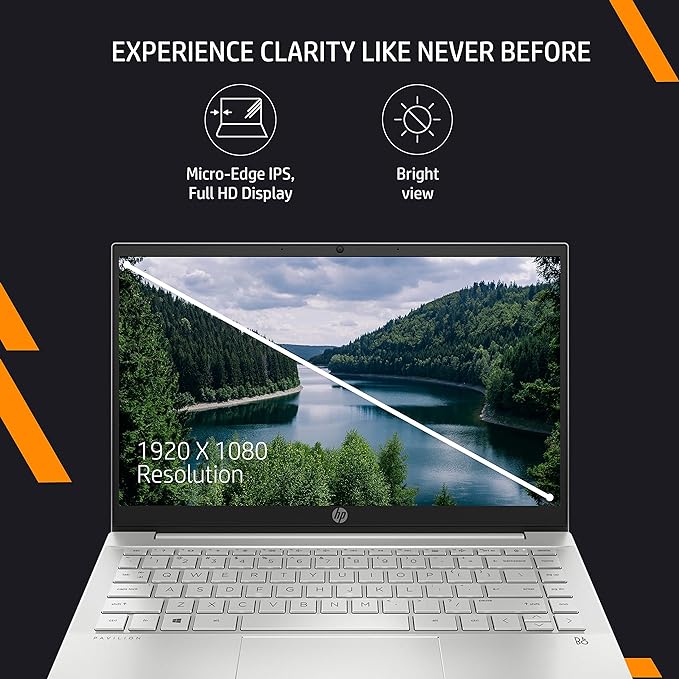 EXPERIENCE CLARITY LIKE NEVER BEFORE
Micro-Edge IPS,
Full HD Display
Bright
view
1920 X 1080
Resolution
hp
Q W E R T Y U I O P
A S D F G H J K L
Z X C V B N M
PAVILION
B&O